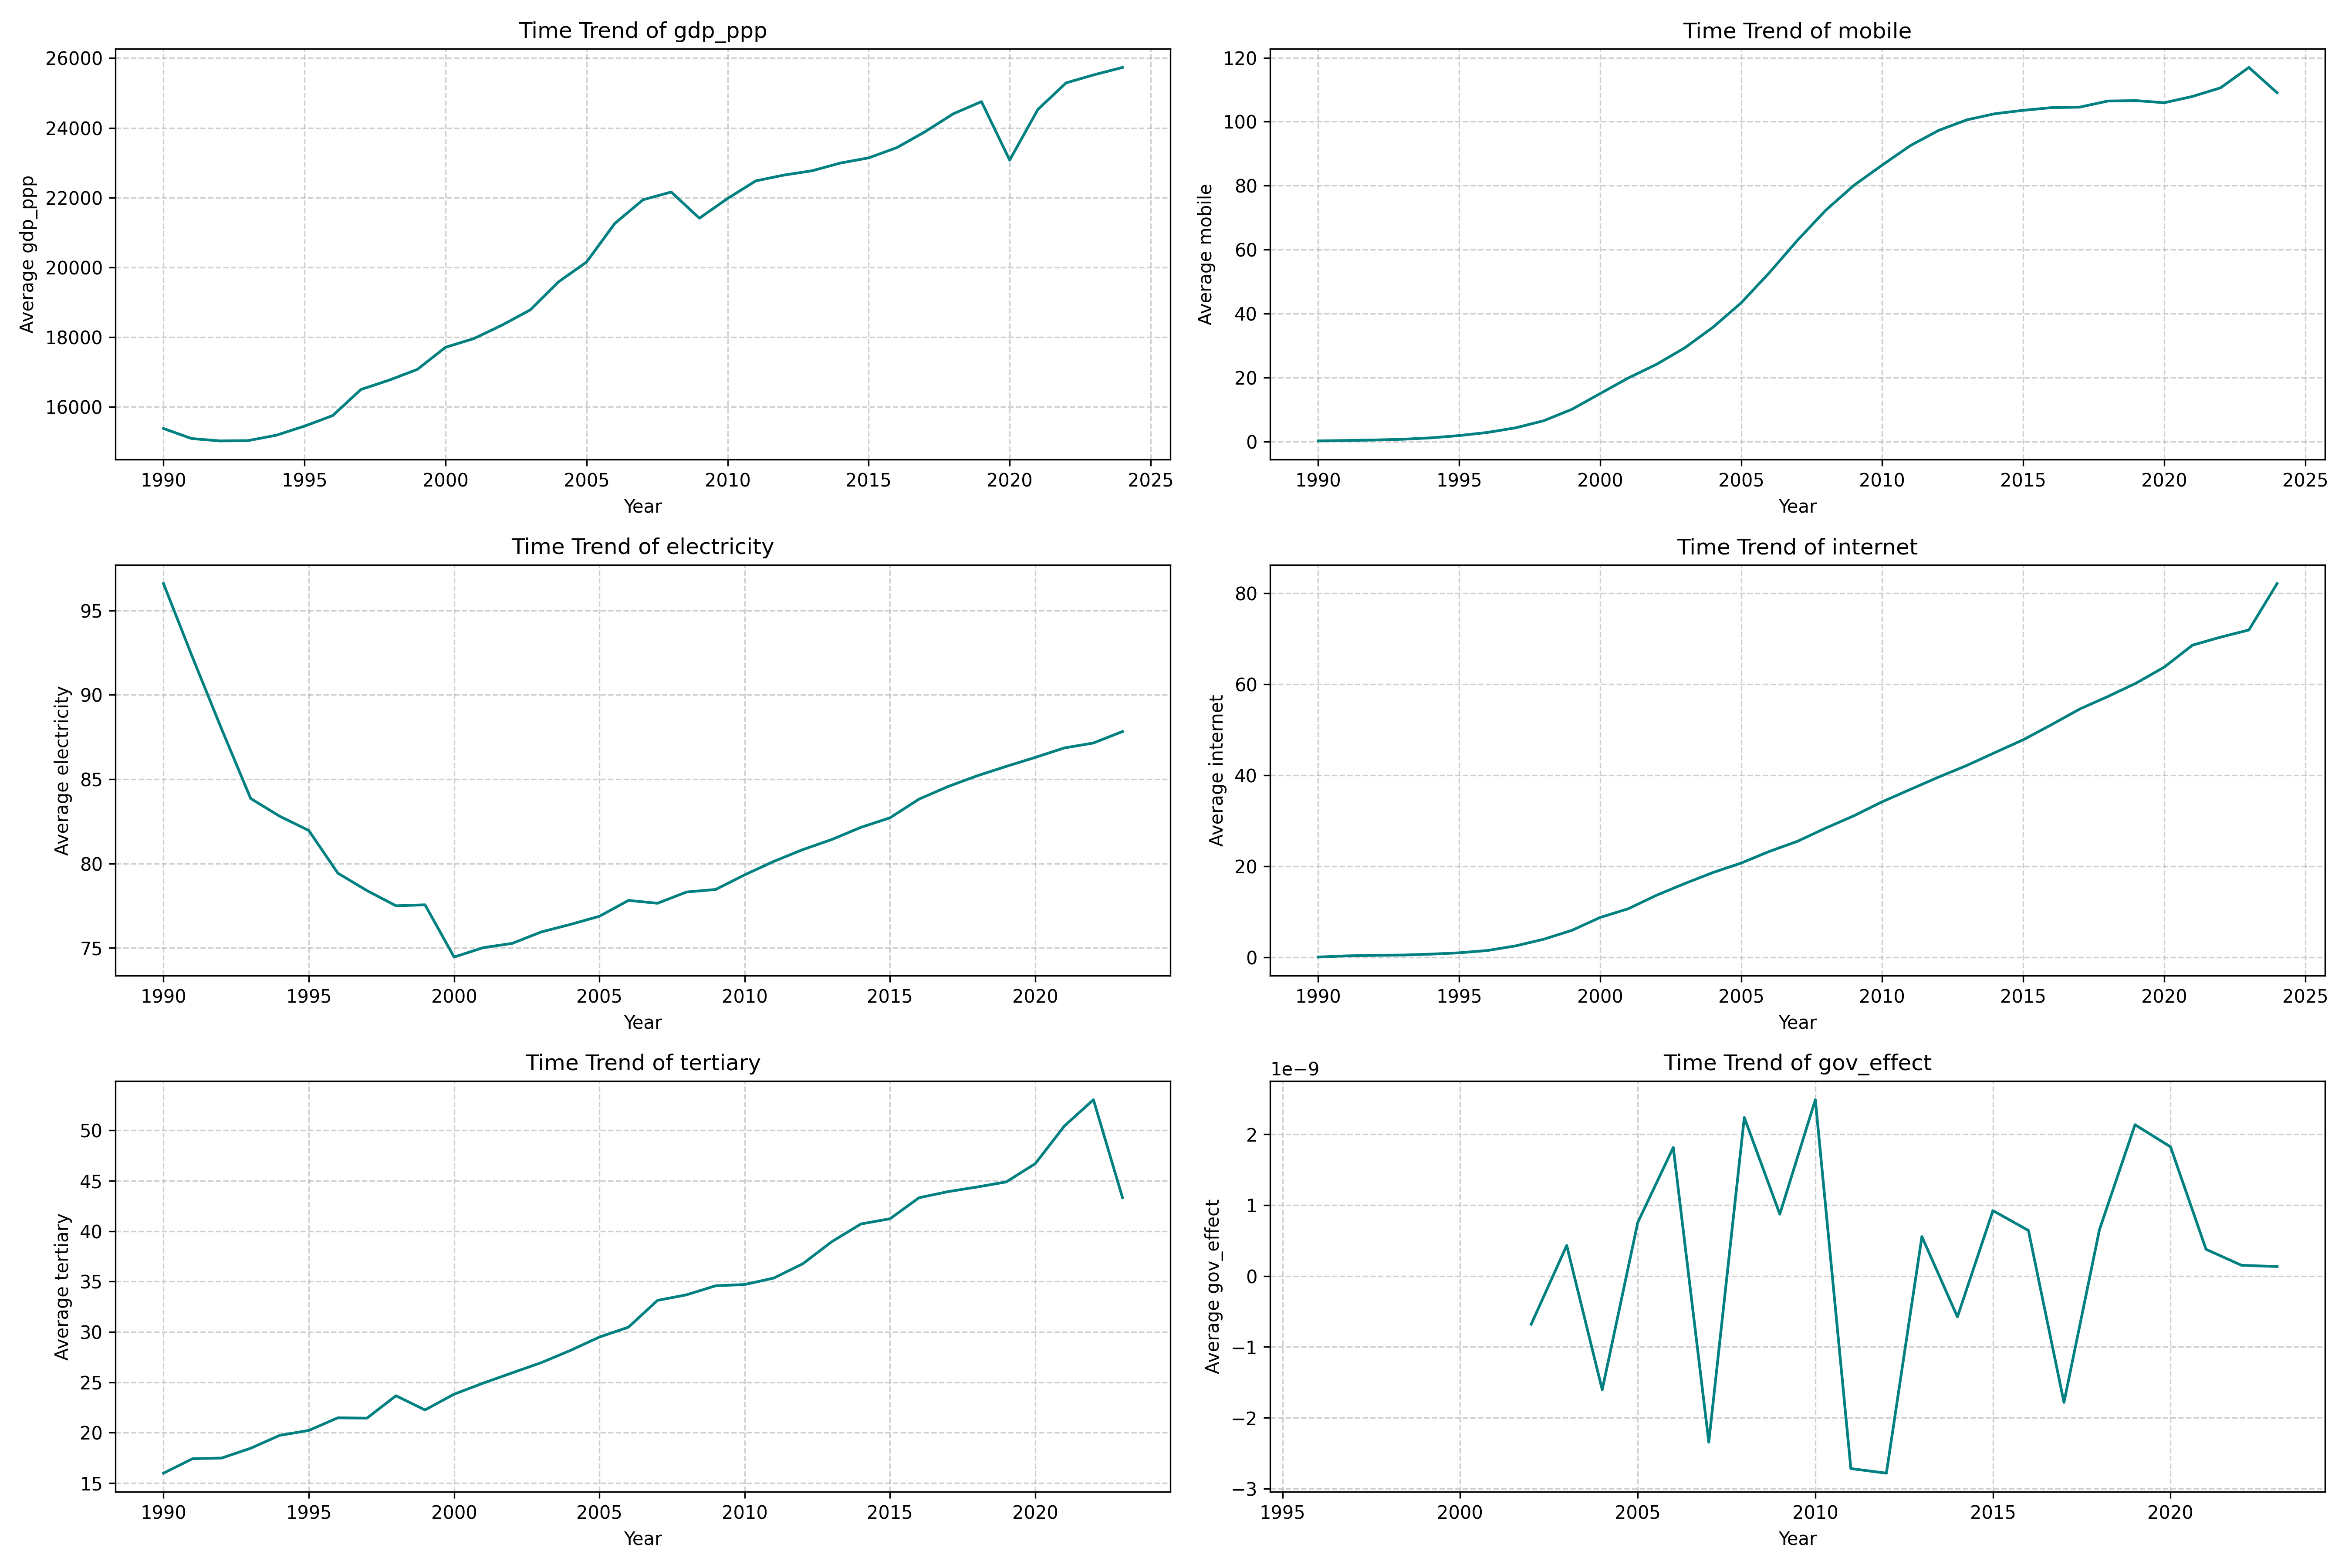 Time Trend of gdp_ppp
Average gdp_ppp
26000
24000
22000
20000
18000
16000
1990 1995 2000 2005 2010 2015 2020 2025
Year
Time Trend of mobile
Average mobile
120
100
80
60
40
20
0
1990 1995 2000 2005 2010 2015 2020 2025
Year
Time Trend of electricity
Average electricity
95
90
85
80
75
1990 1995 2000 2005 2010 2015 2020
Year
Time Trend of internet
Average internet
80
60
40
20
0
1990 1995 2000 2005 2010 2015 2020 2025
Year
Time Trend of tertiary
Average tertiary
50
45
40
35
30
25
20
15
1990 1995 2000 2005 2010 2015 2020
Year
Time Trend of gov_effect
1e−9
Average gov_effect
2
1
0
−1
−2
−3
1995 2000 2005 2010 2015 2020
Year